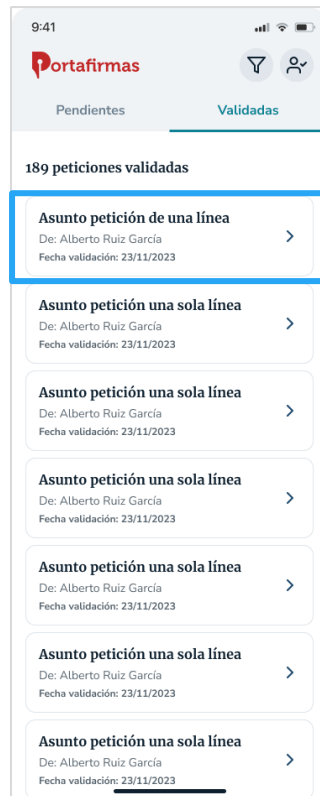 9:41
Portafirmas
Pendientes Validadas
189 peticiones validadas
Asunto petición de una línea
De: Alberto Ruiz García
Fecha validación: 23/11/2023
Asunto petición una sola línea
De: Alberto Ruiz García
Fecha validación: 23/11/2023
Asunto petición una sola línea
De: Alberto Ruiz García
Fecha validación: 23/11/2023
Asunto petición una sola línea
De: Alberto Ruiz García
Fecha validación: 23/11/2023
Asunto petición una sola línea
De: Alberto Ruiz García
Fecha validación: 23/11/2023
Asunto petición una sola línea
De: Alberto Ruiz García
Fecha validación: 23/11/2023
Asunto petición una sola línea
De: Alberto Ruiz García
Fecha validación: 23/11/2023